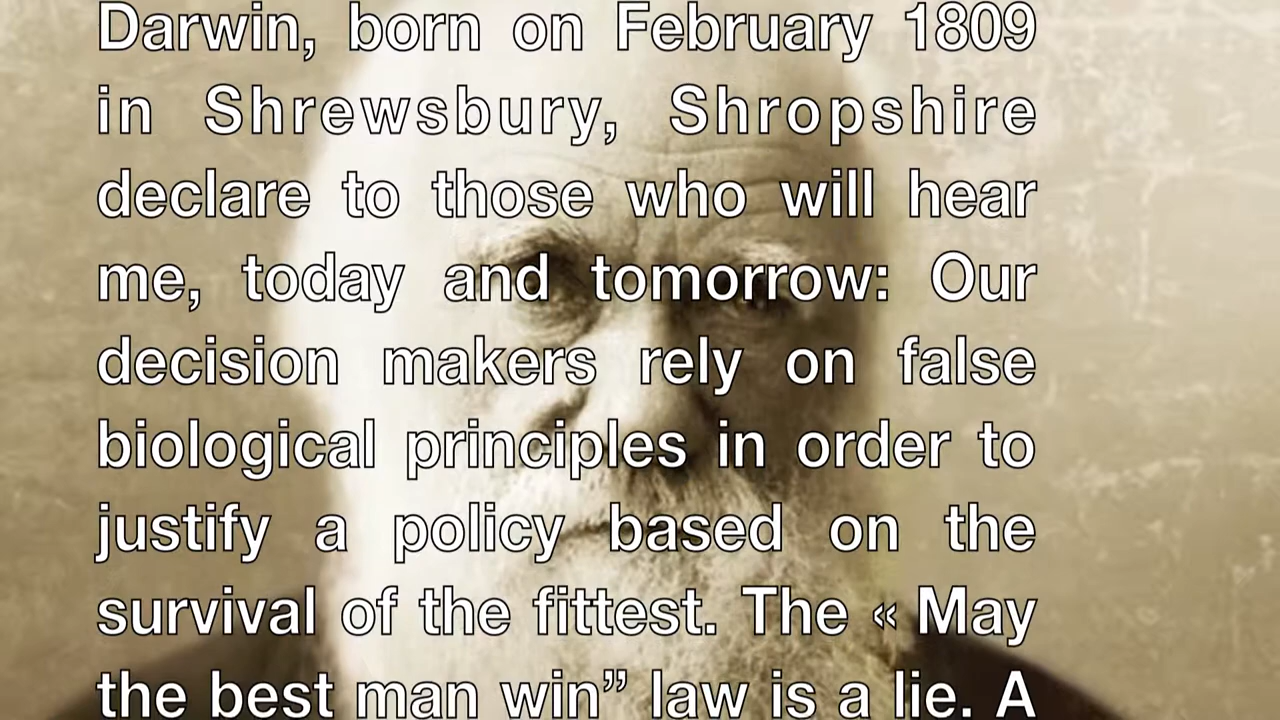 Darwin, born on February 1809
in Shrewsbury, Shropshire
declare to those who will hear
me, today and tomorrow: Our
decision makers rely on false
biological principles in order to
justify a policy based on the
survival of the fittest. The « May
the best man win” law is a lie. A